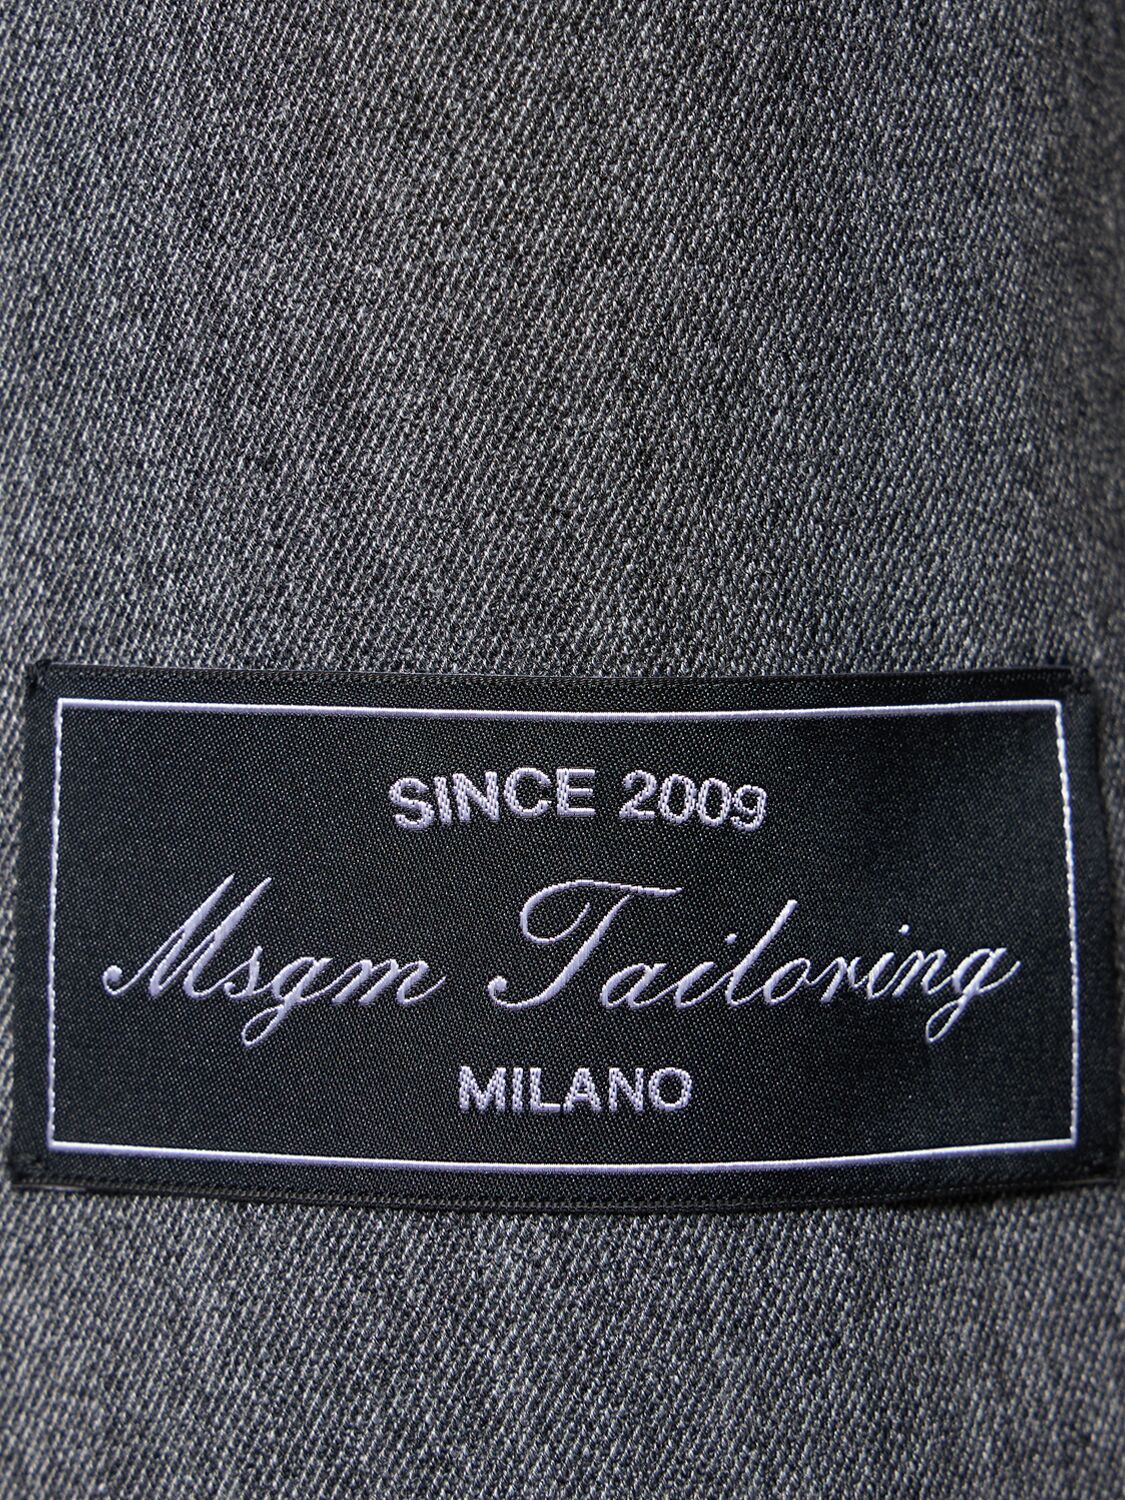 SINCE 2009
Msgm Tailoring
MILANO